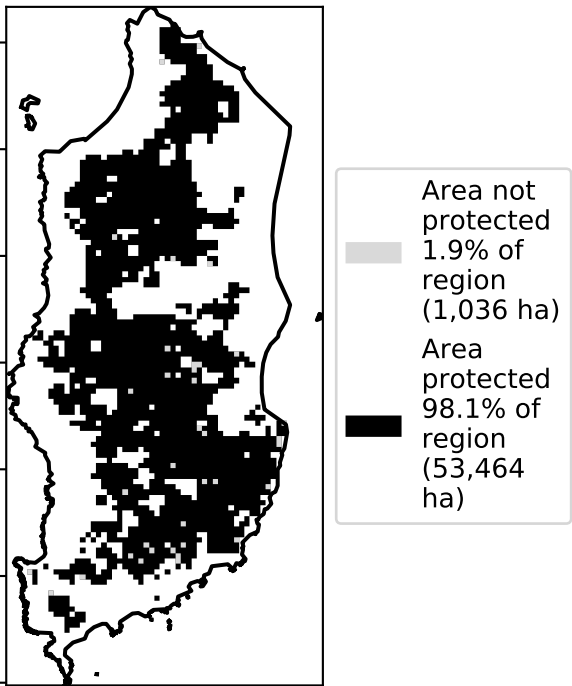 Area not
protected
1.9% of
region
(1,036 ha)
Area
protected
98.1% of
region
(53,464
ha)